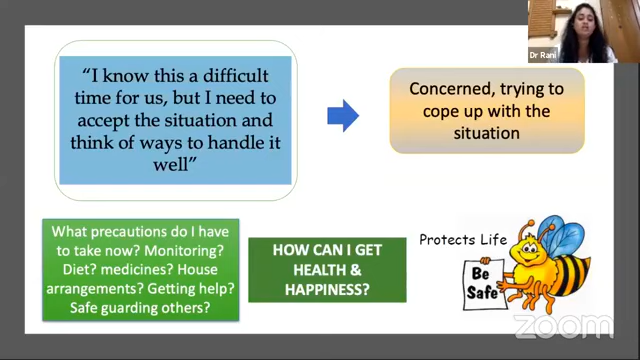 "I know this a difficult
time for us, but I need to
accept the situation and
think of ways to handle it
well"
Concerned, trying to
cope up with the
situation
What precautions do I have
to take now? Monitoring?
Diet? medicines? House
arrangements? Getting help?
Safe guarding others?
HOW CAN I GET
HEALTH &
HAPPINESS?
Protects Life
Be
Safe
Dr Rani
zoom